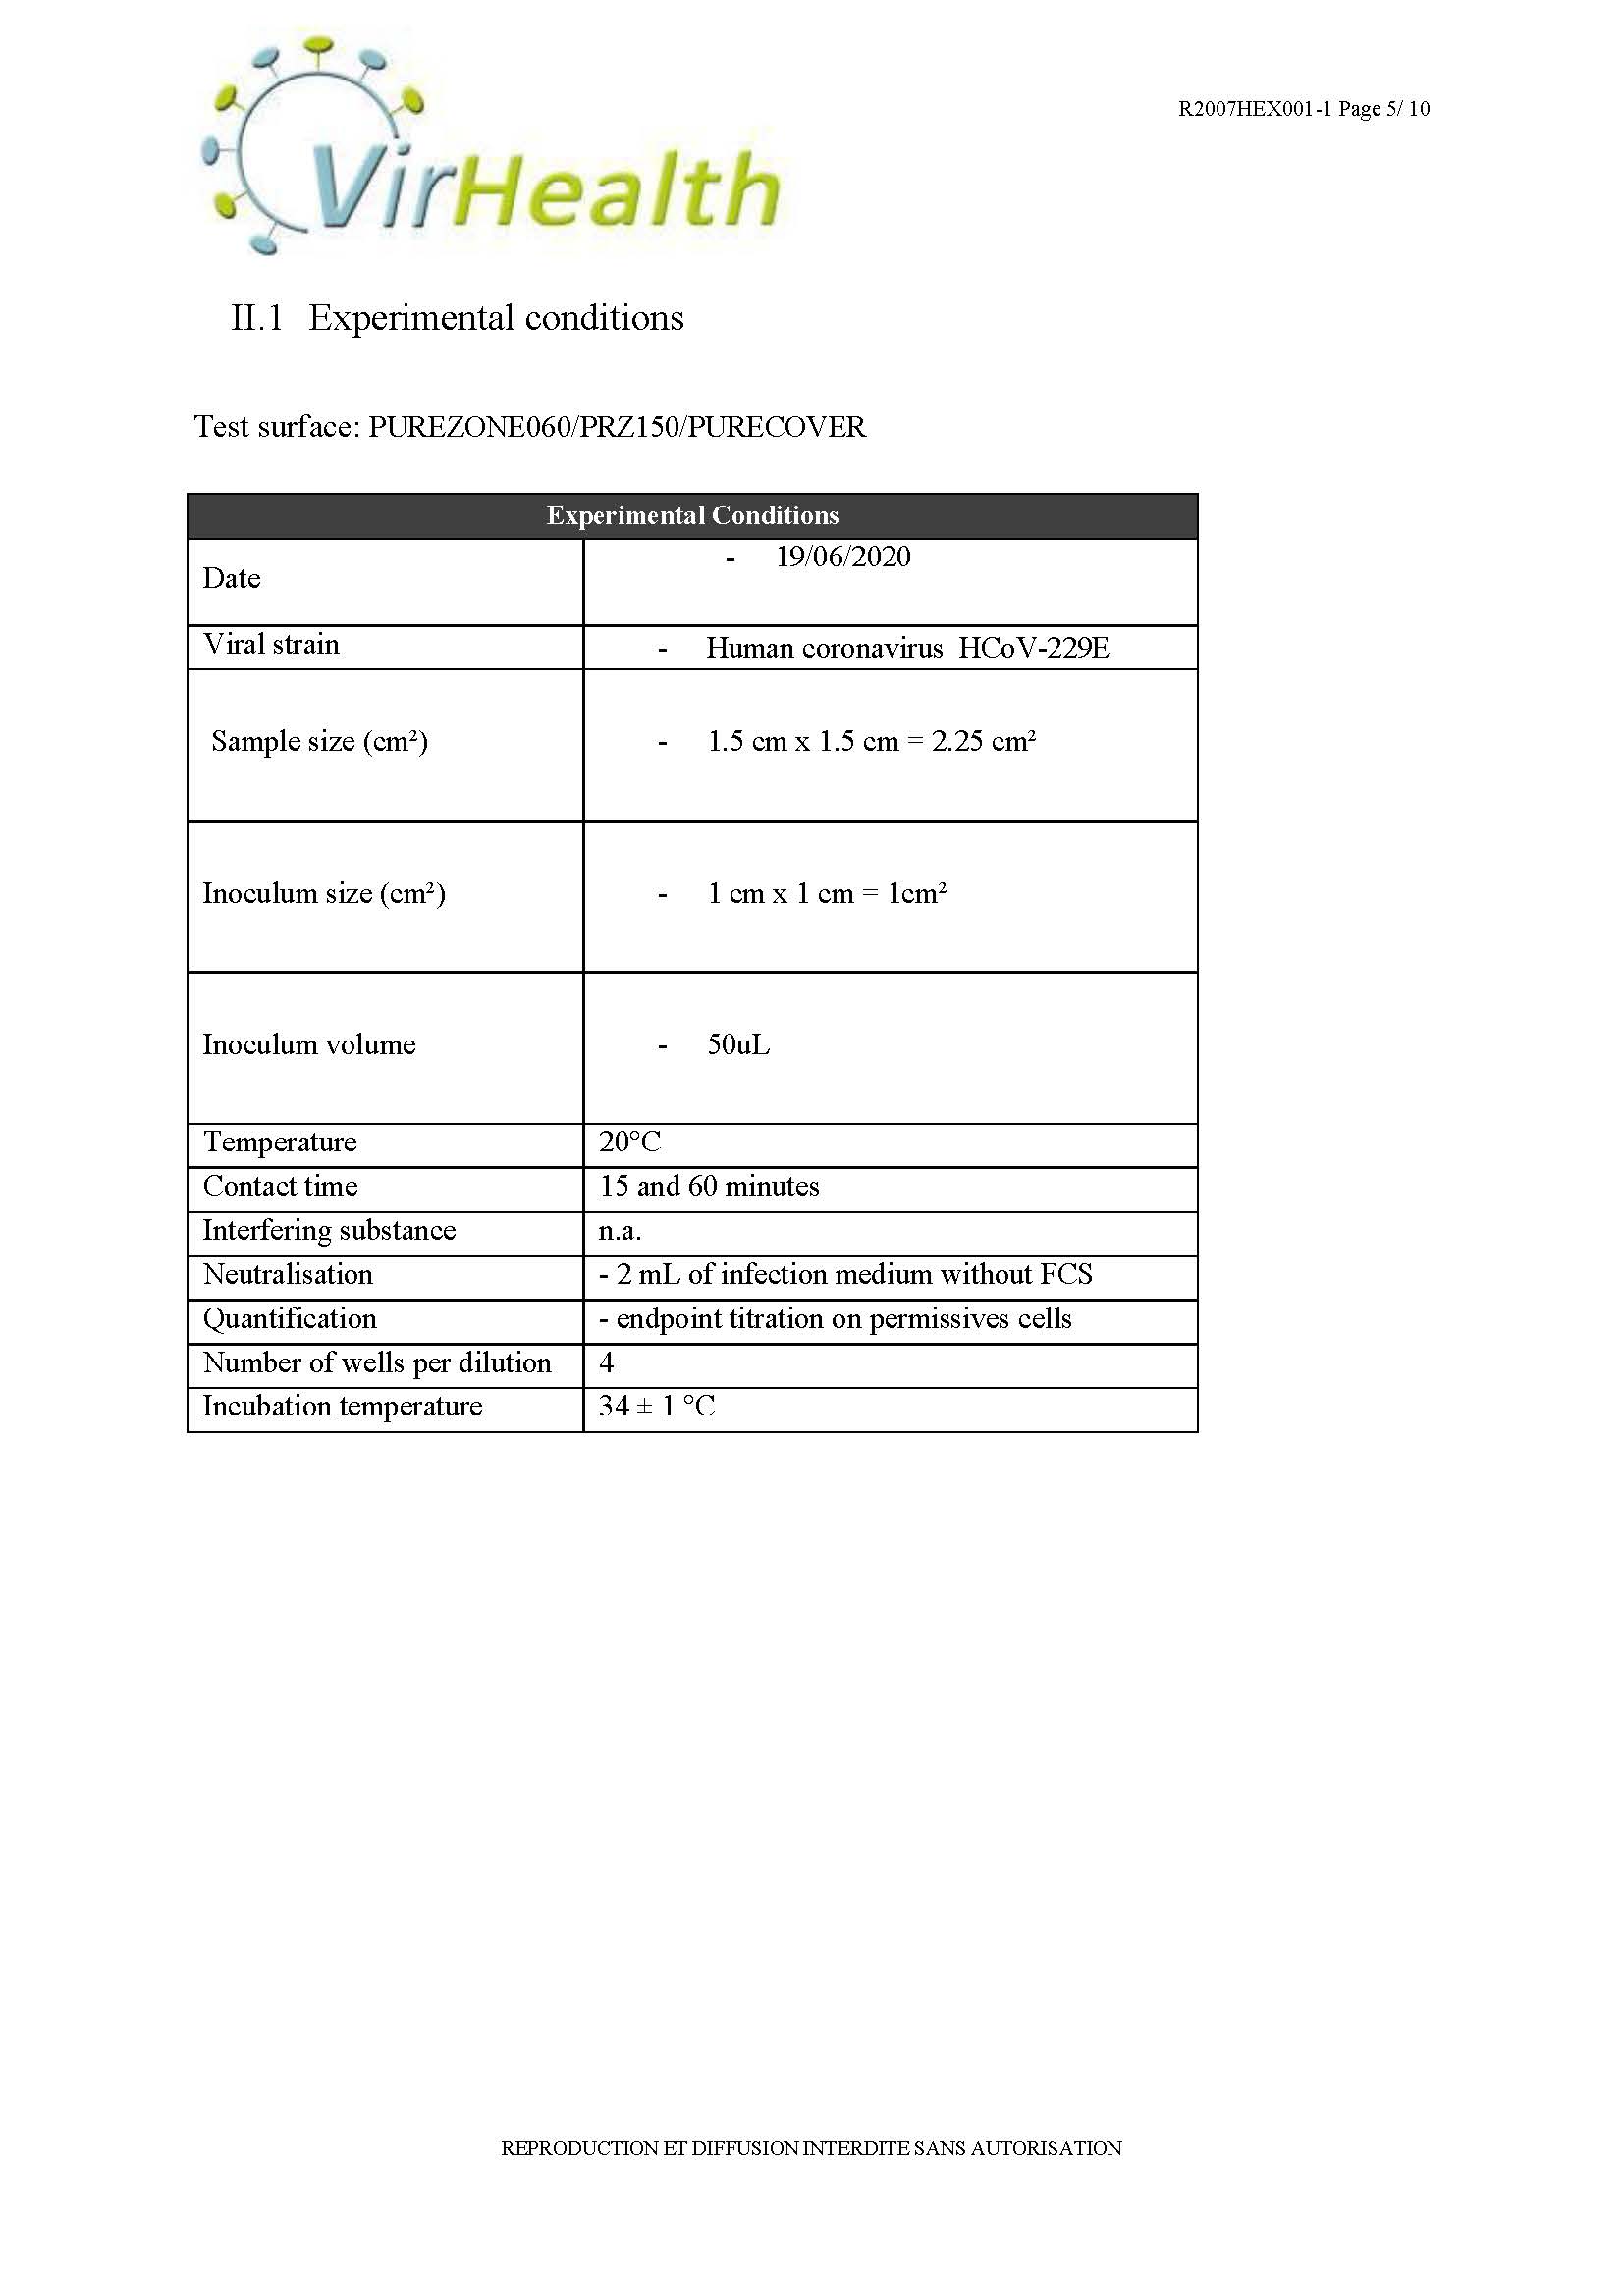 VirHealth
R2007HEX001-1 Page 5/ 10
II.1 Experimental conditions
Test surface: PUREZONE060/PRZ150/PURECOVER
Experimental Conditions
Date - 19/06/2020
Viral strain - Human coronavirus HCoV-229E
Sample size (cm²) - 1.5 cm x 1.5 cm = 2.25 cm²
Inoculum size (cm²) - 1 cm x 1 cm = 1cm²
Inoculum volume - 50uL
Temperature 20°C
Contact time 15 and 60 minutes
Interfering substance n.a.
Neutralisation - 2 mL of infection medium without FCS
Quantification - endpoint titration on permissives cells
Number of wells per dilution 4
Incubation temperature 34 ± 1 °C
REPRODUCTION ET DIFFUSION INTERDITE SANS AUTORISATION